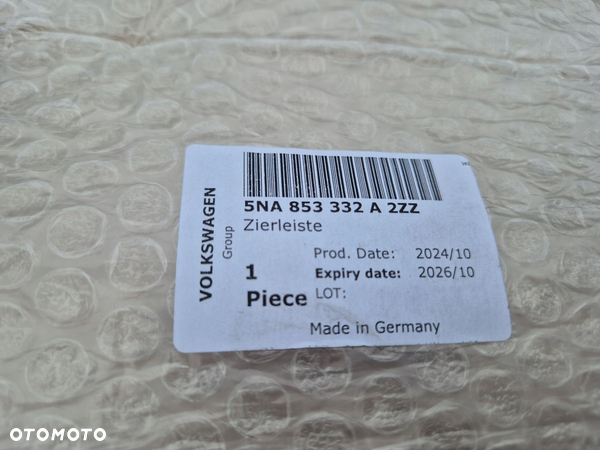 VOLKSWAGEN
Group
5NA 853 332 A 2ZZ
Zierleiste
1
Piece
Prod. Date: 2024/10
Expiry date: 2026/10
LOT:
Made in Germany
OTOMOTO